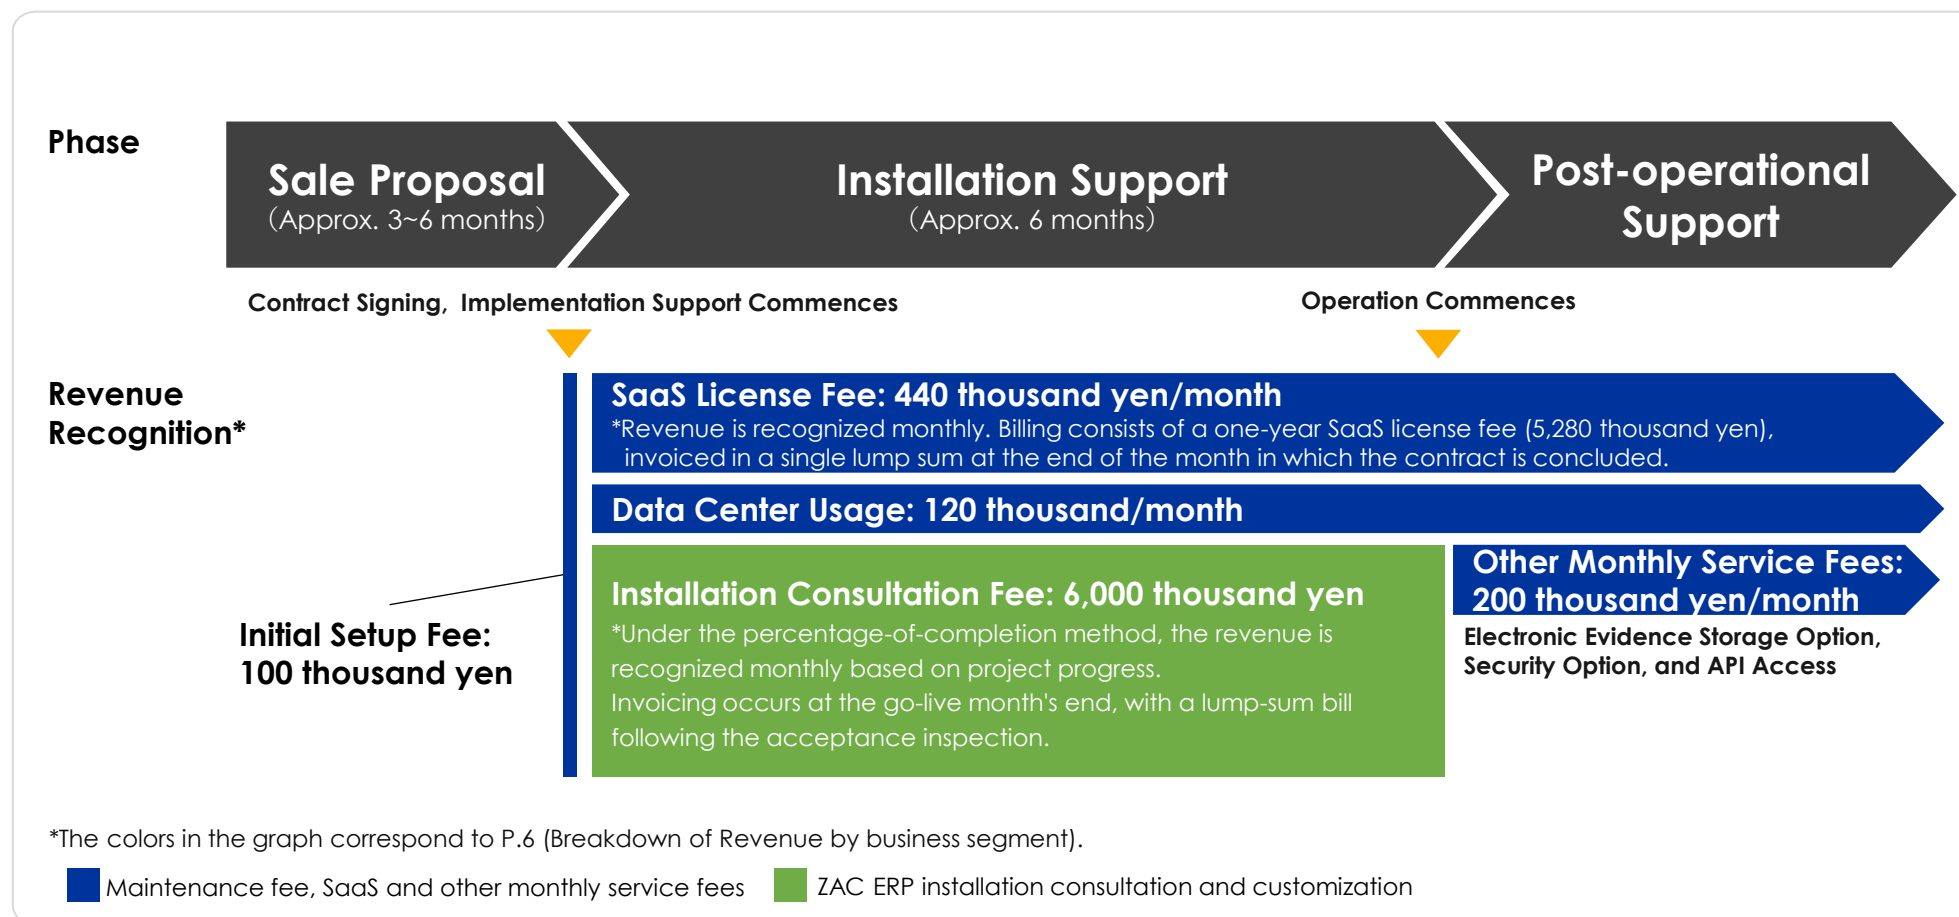 Phase
Sale Proposal
(Approx. 3~6 months)
Installation Support
(Approx. 6 months)
Post-operational
Support
Contract Signing, Implementation Support Commences
Operation Commences
Revenue
Recognition*
SaaS License Fee: 440 thousand yen/month
*Revenue is recognized monthly. Billing consists of a one-year SaaS license fee (5,280 thousand yen),
invoiced in a single lump sum at the end of the month in which the contract is concluded.
Data Center Usage: 120 thousand/month
Initial Setup Fee:
100 thousand yen
Installation Consultation Fee: 6,000 thousand yen
*Under the percentage-of-completion method, the revenue is
recognized monthly based on project progress.
Invoicing occurs at the go-live month's end, with a lump-sum bill
following the acceptance inspection.
Other Monthly Service Fees:
200 thousand yen/month
Electronic Evidence Storage Option,
Security Option, and API Access
*The colors in the graph correspond to P.6 (Breakdown of Revenue by business segment).
Maintenance fee, SaaS and other monthly service fees
ZAC ERP installation consultation and customization